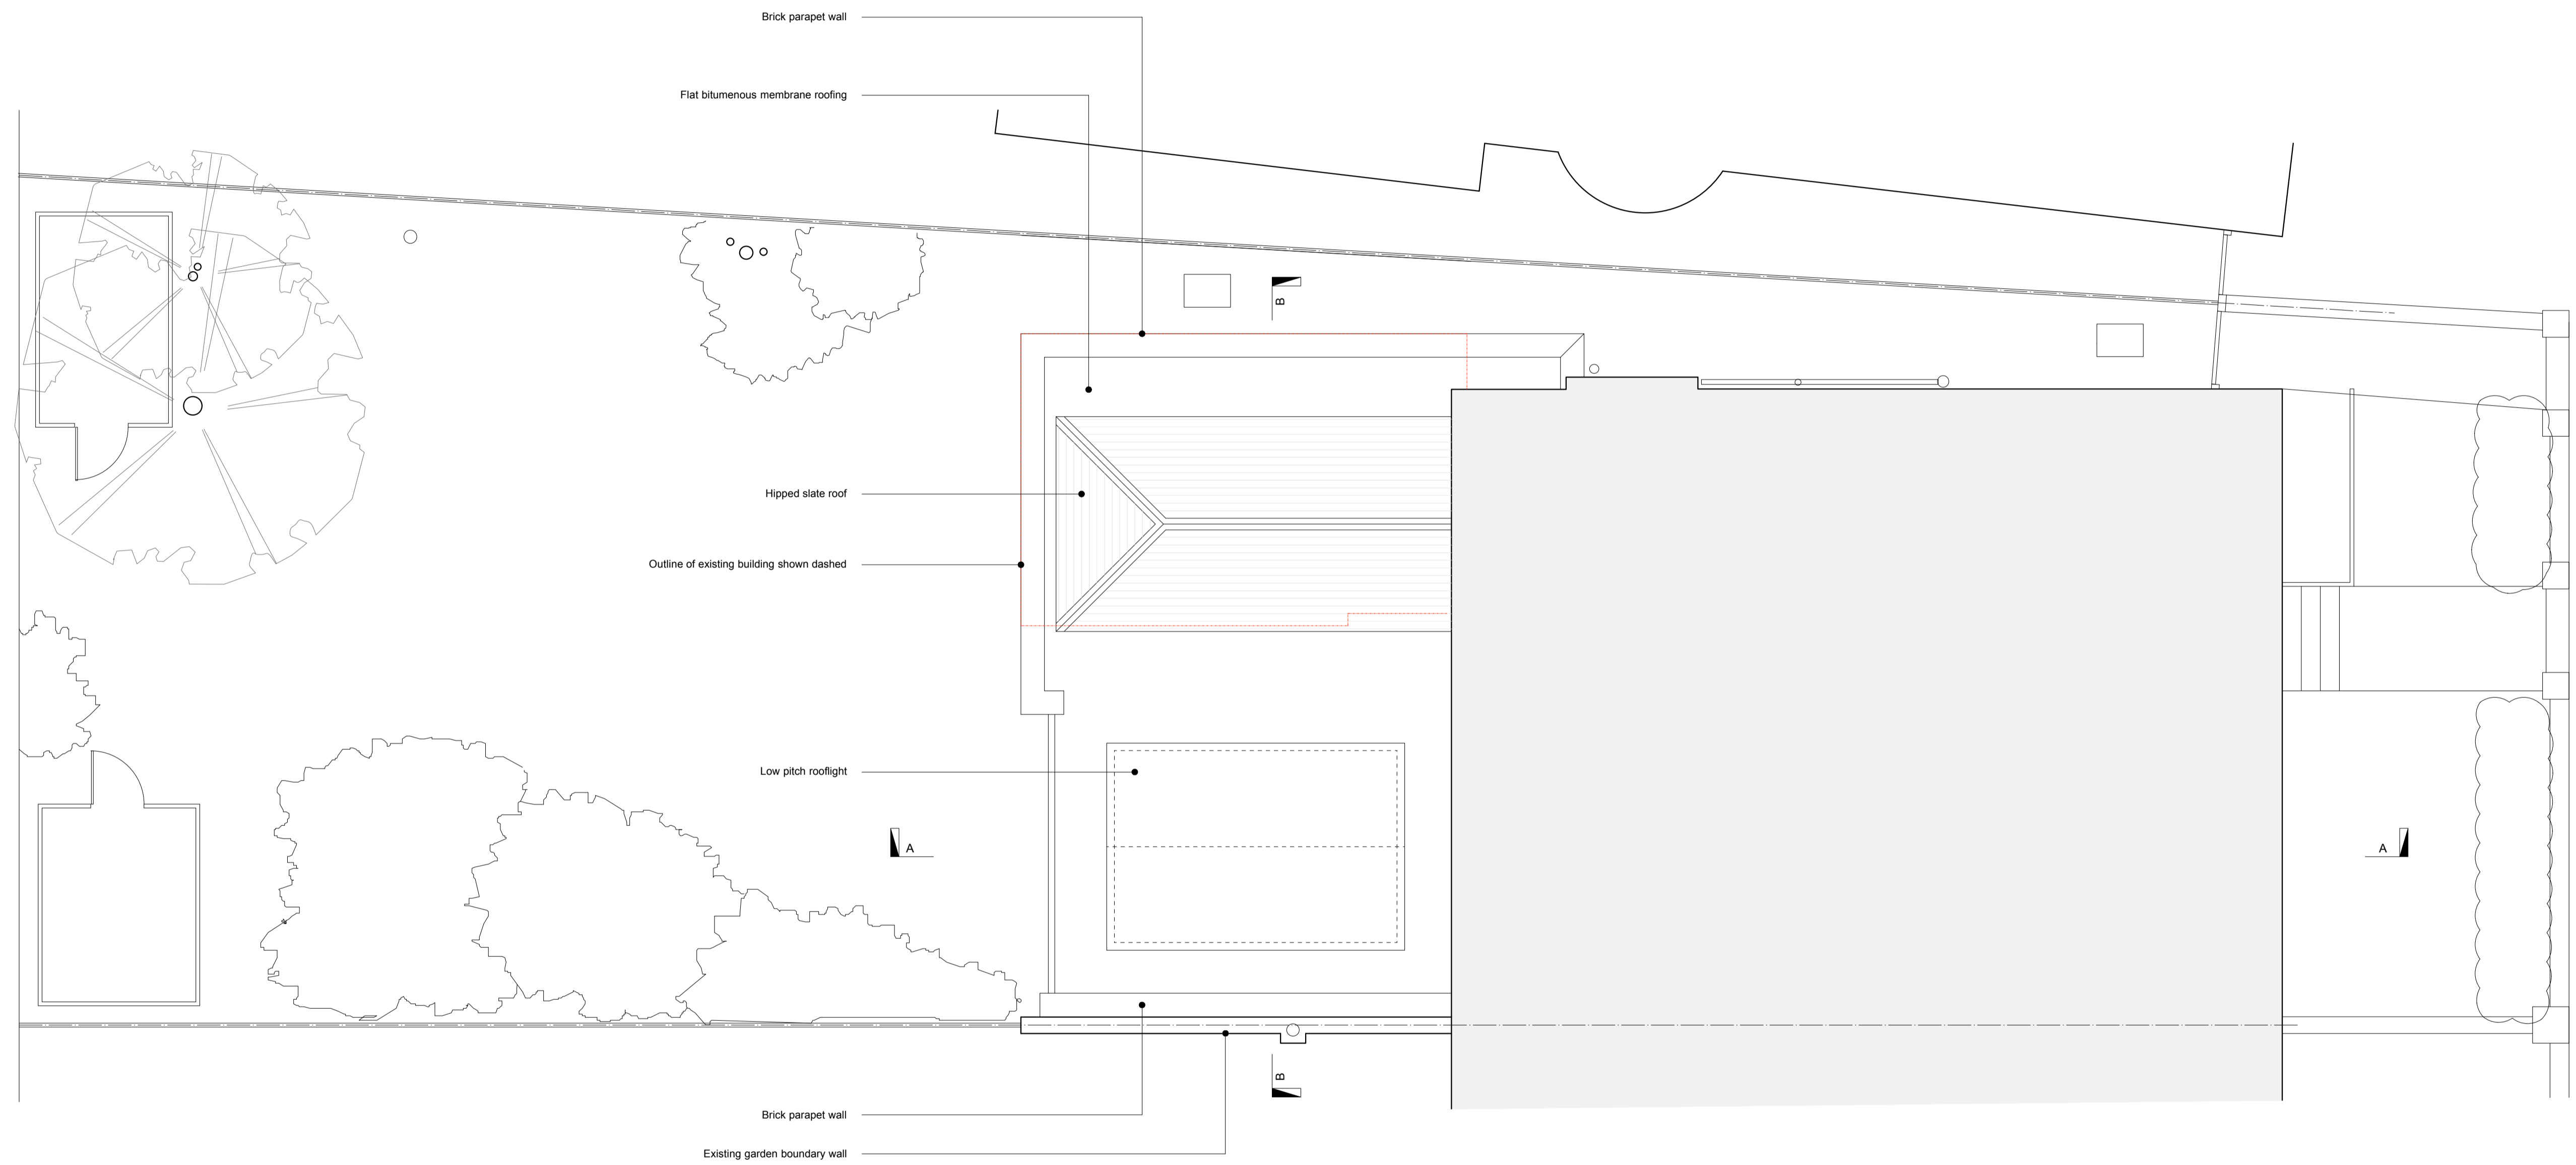 Brick parapet wall
Flat bitumenous membrane roofing
B
Hipped slate roof
Outline of existing building shown dashed
Low pitch rooflight
A
A
B
Brick parapet wall
Existing garden boundary wall